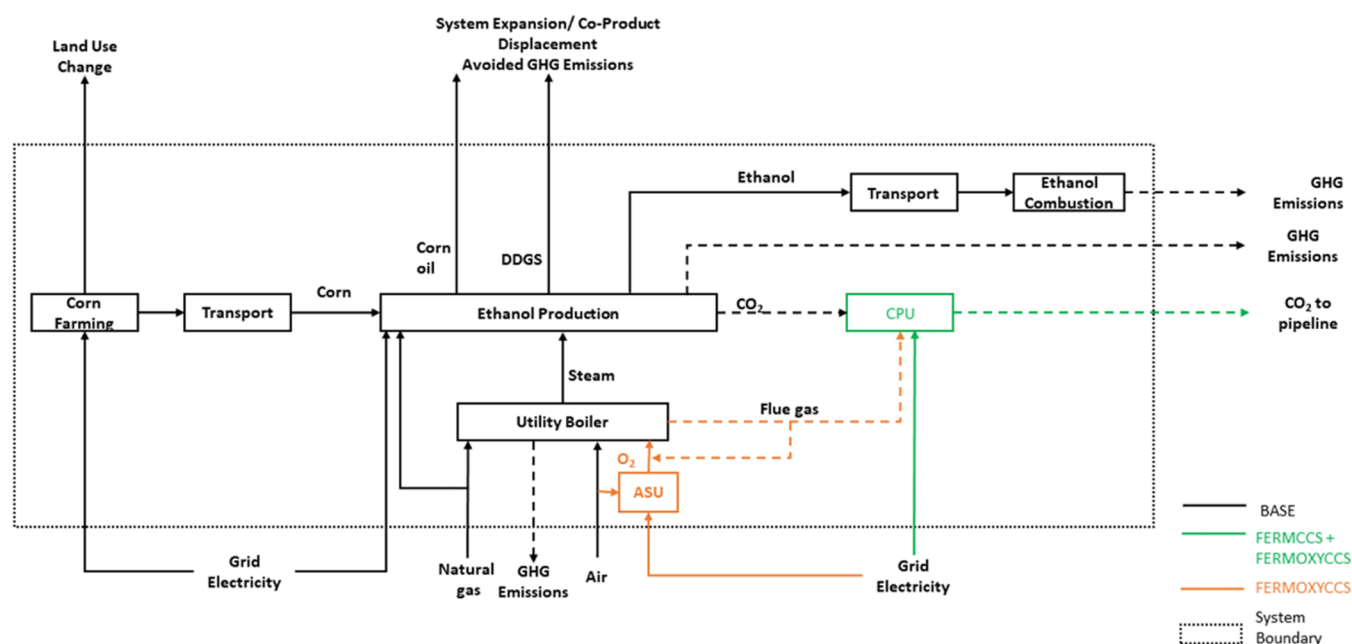 Land Use
Change
System Expansion/ Co-Product
Displacement
Avoided GHG Emissions
Ethanol
Transport
Ethanol
Combustion
GHG
Emissions
GHG
Emissions
Corn
oil
DDGS
Corn
Farming
Transport
Corn
Ethanol Production
CO₂
CPU
CO₂ to
pipeline
Steam
Utility Boiler
Flue gas
O₂
ASU
Grid
Electricity
Natural
gas
GHG
Emissions
Air
Grid
Electricity
BASE
FERMCCS +
FERMOXYCCS
FERMOXYCCS
System
Boundary